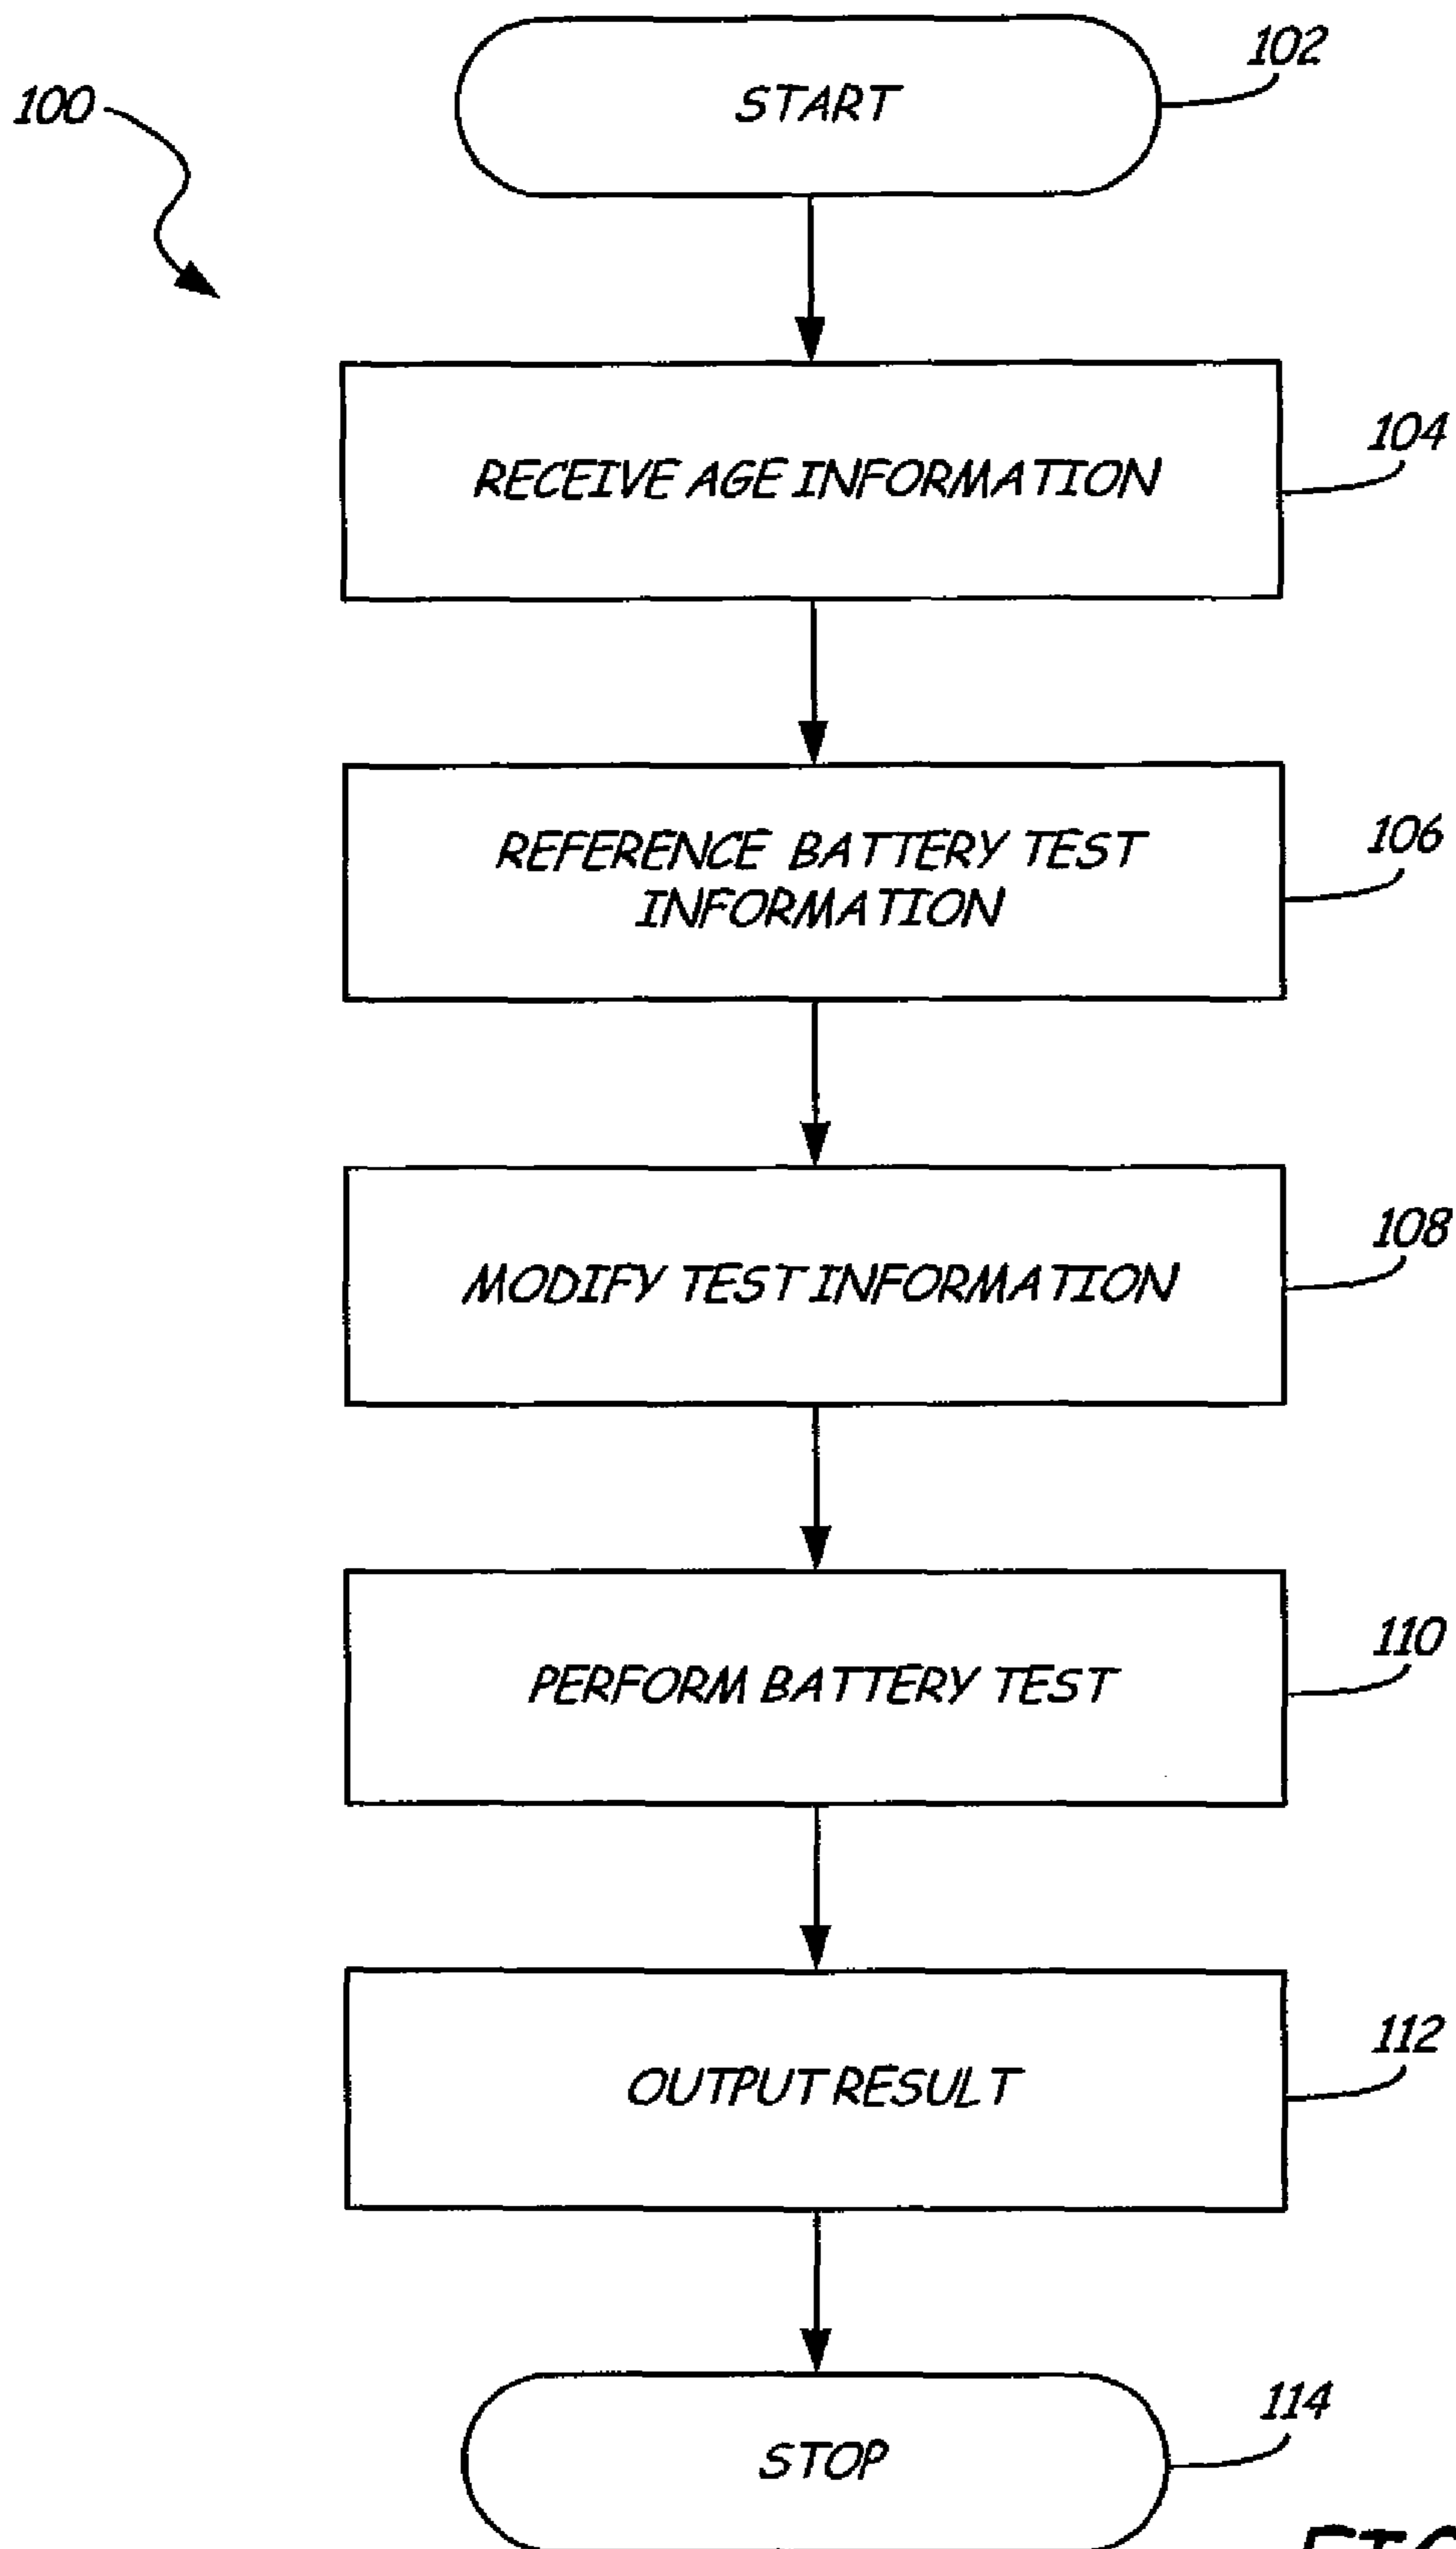 102
START
100
104
RECEIVE AGE INFORMATION
106
REFERENCE BATTERY TEST
INFORMATION
108
MODIFY TEST INFORMATION
110
PERFORM BATTERY TEST
112
OUTPUT RESULT
114
STOP